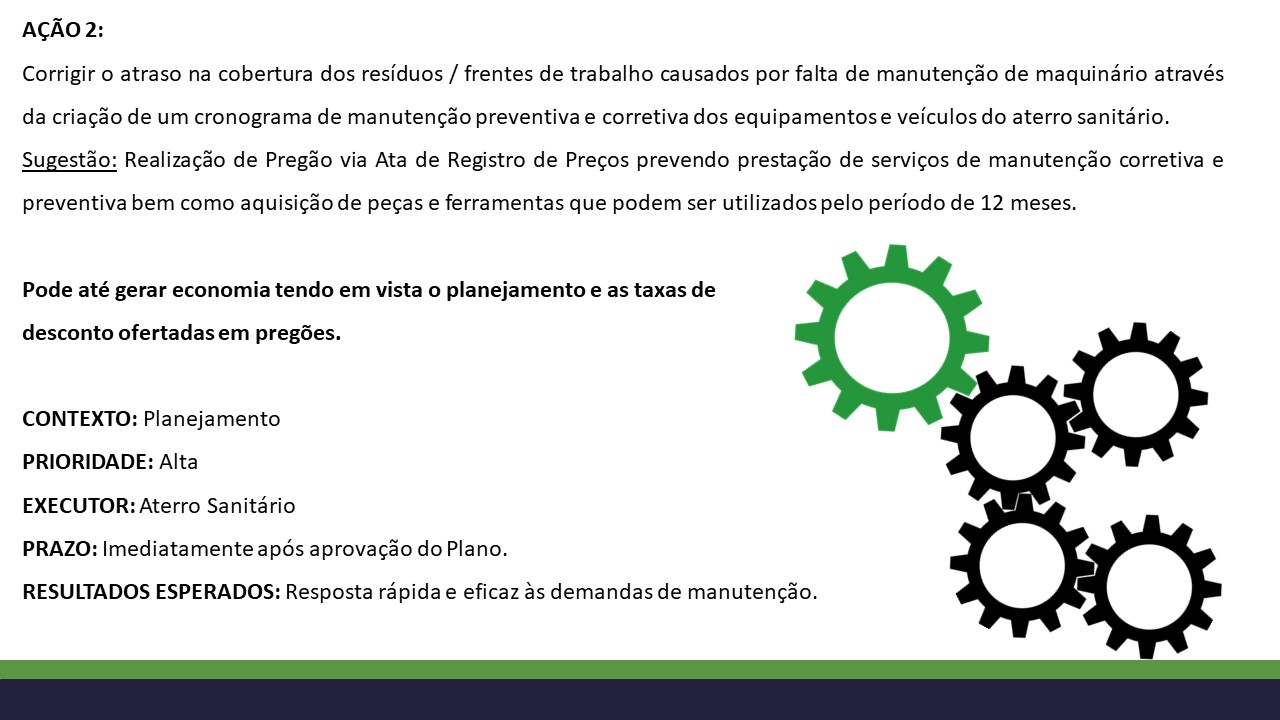 AÇÃO 2:
Corrigir o atraso na cobertura dos resíduos / frentes de trabalho causados por falta de manutenção de maquinário através
da criação de um cronograma de manutenção preventiva e corretiva dos equipamentos e veículos do aterro sanitário.
Sugestão: Realização de Pregão via Ata de Registro de Preços prevendo prestação de serviços de manutenção corretiva e
preventiva bem como aquisição de peças e ferramentas que podem ser utilizados pelo período de 12 meses.
Pode até gerar economia tendo em vista o planejamento e as taxas de
desconto ofertadas em pregões.
CONTEXTO: Planejamento
PRIORIDADE: Alta
EXECUTOR: Aterro Sanitário
PRAZO: Imediatamente após aprovação do Plano.
RESULTADOS ESPERADOS: Resposta rápida e eficaz às demandas de manutenção.